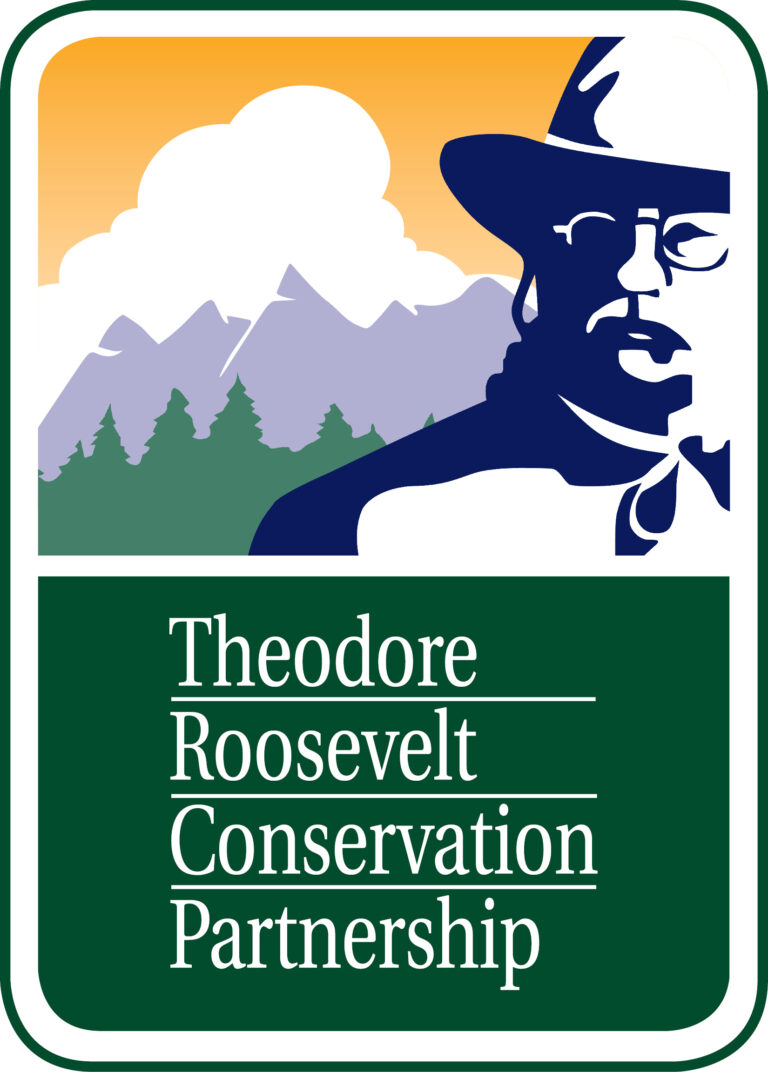 Theodore
Roosevelt
Conservation
Partnership